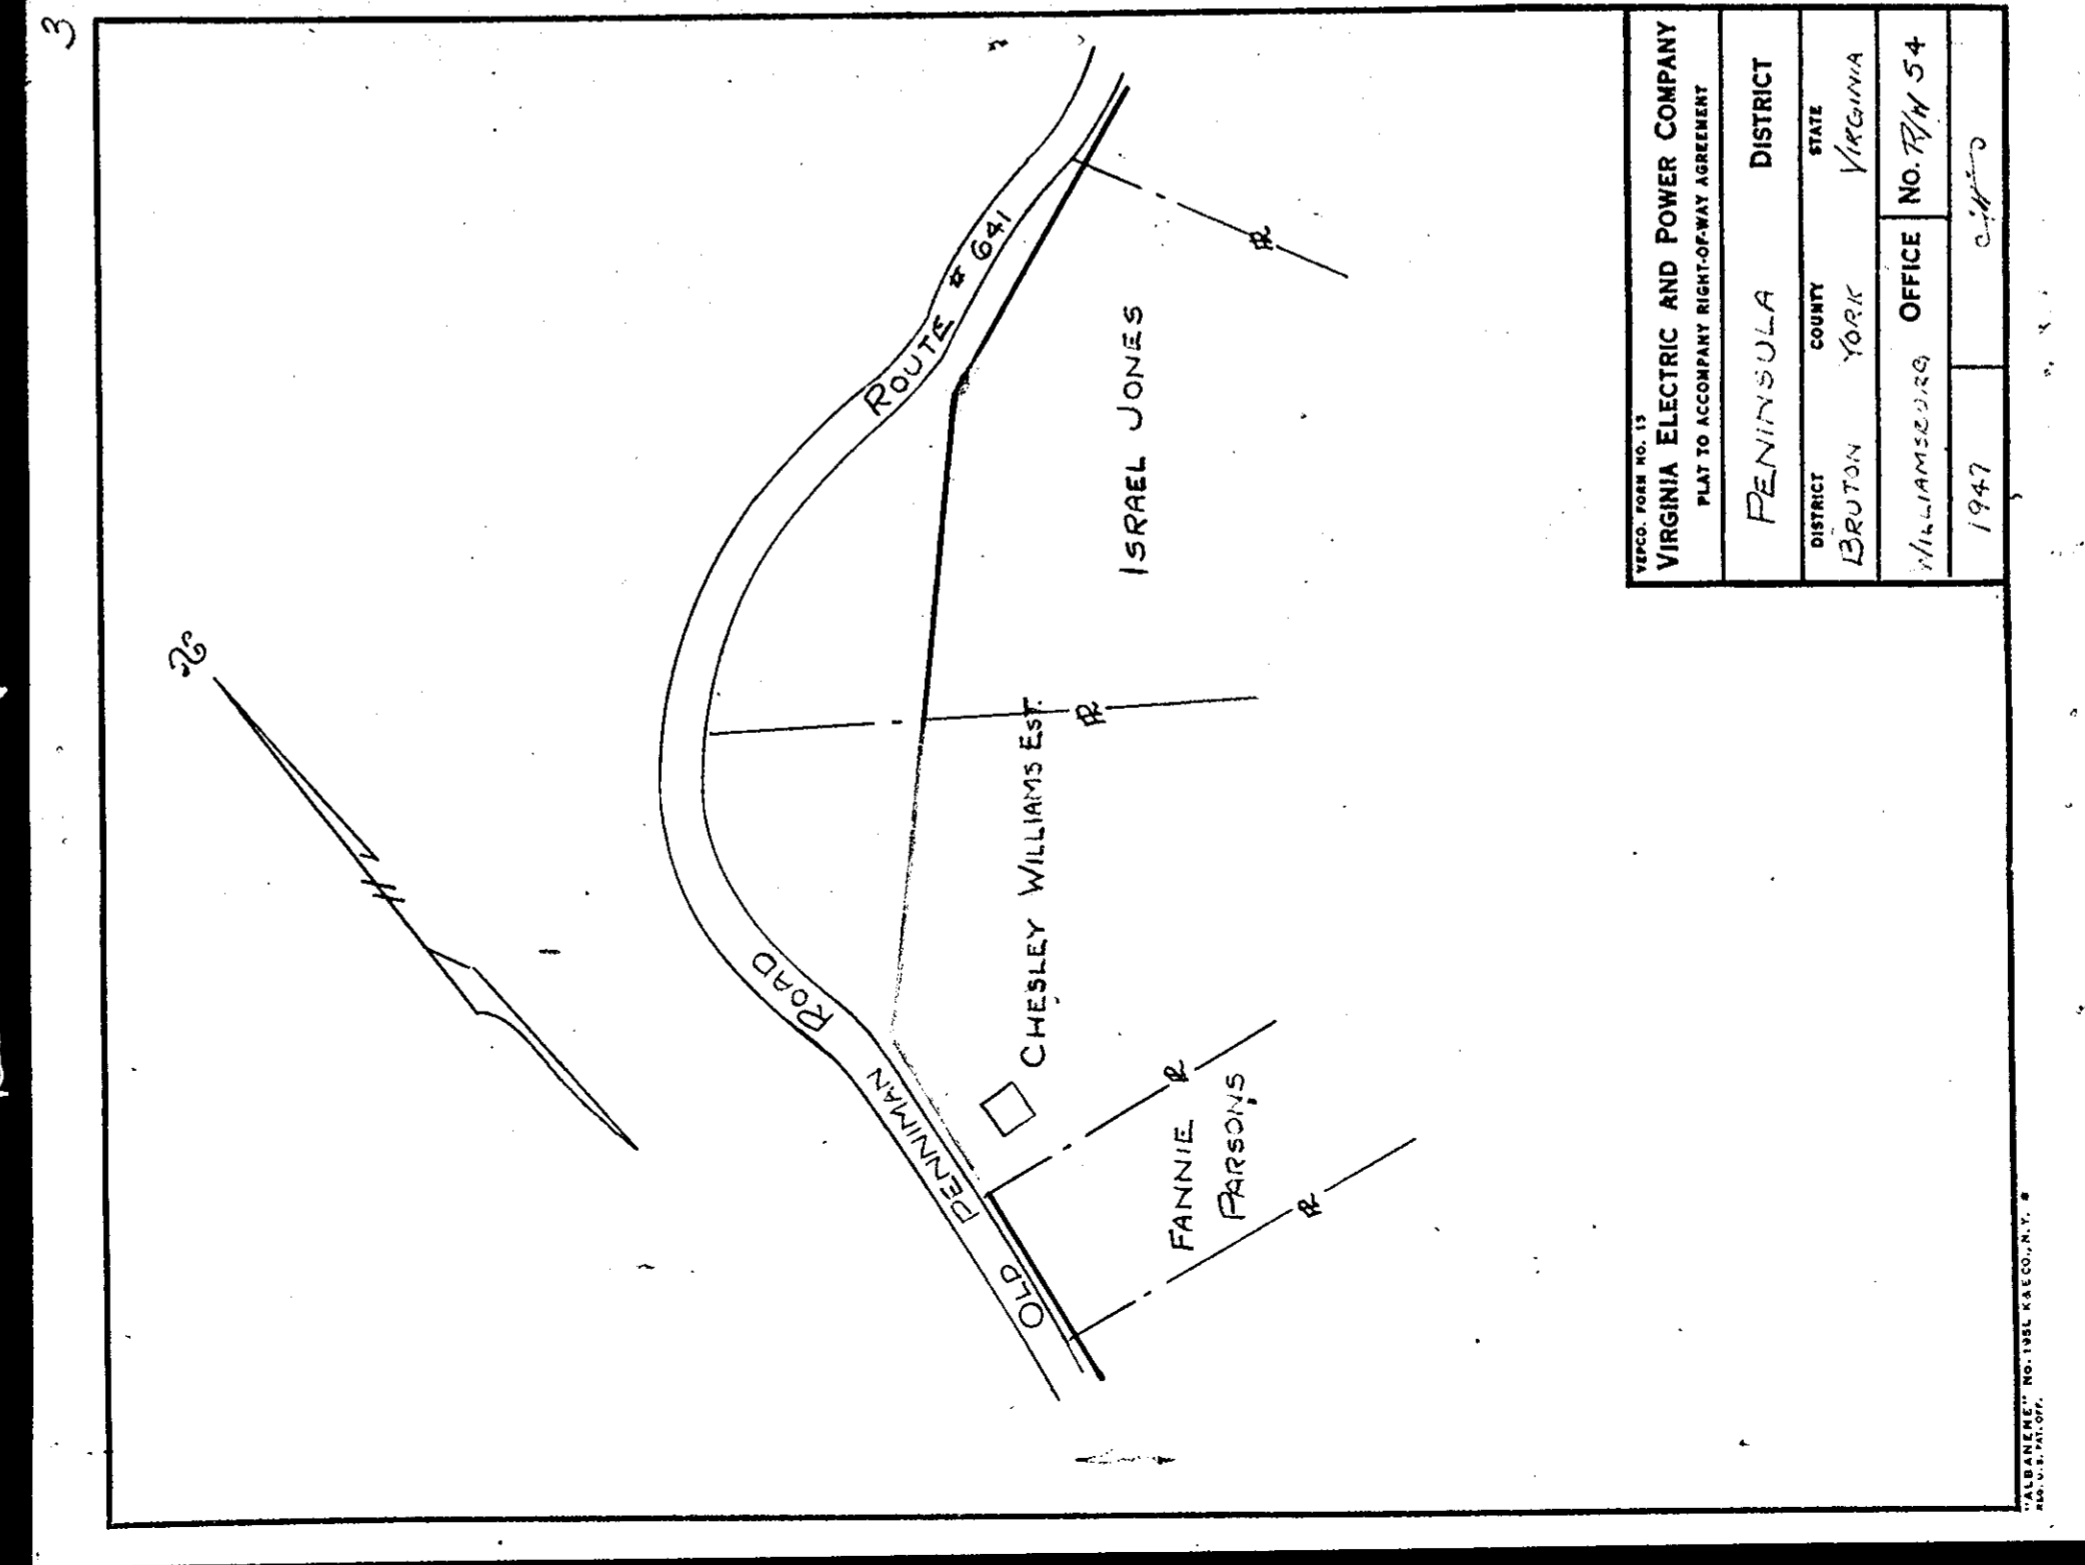 3
OLD PENNIMAN ROAD
ROUTE # 641
ISRAEL JONES
CHESLEY WILLIAMS EST.
FANNIE
PARSONS
VEPCO. FORM NO. 13
VIRGINIA ELECTRIC AND POWER COMPANY
PLAT TO ACCOMPANY RIGHT-OF-WAY AGREEMENT
PENINSULA DISTRICT
DISTRICT COUNTY STATE
BRUTON YORK VIRGINIA
WILLIAMSBURG OFFICE NO. R/W 54
1947
"ALBANENE" NO. 195L K & E CO., N. Y. ®
REG. U. S. PAT. OFF.